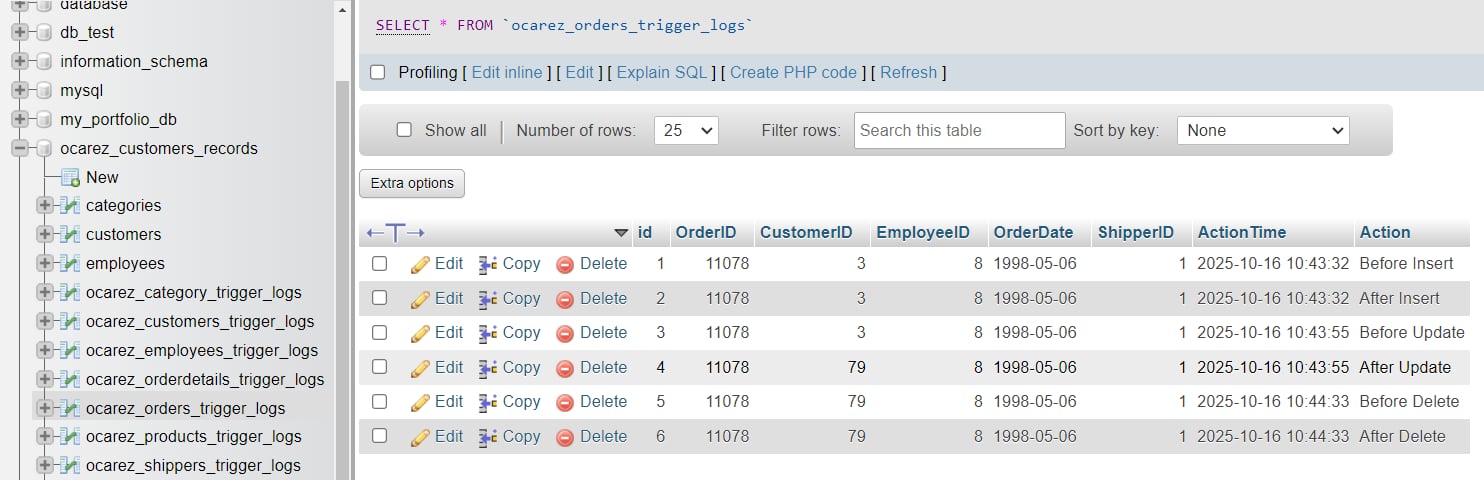 database
db_test
information_schema
mysql
my_portfolio_db
ocarez_customers_records
New
categories
customers
employees
ocarez_category_trigger_logs
ocarez_customers_trigger_logs
ocarez_employees_trigger_logs
ocarez_orderdetails_trigger_logs
ocarez_orders_trigger_logs
ocarez_products_trigger_logs
ocarez_shippers_trigger_logs
SELECT * FROM `ocarez_orders_trigger_logs`
Profiling [ Edit inline ] [ Edit ] [ Explain SQL ] [ Create PHP code ] [ Refresh ]
Show all Number of rows: 25 Filter rows: Search this table Sort by key: None
Extra options
←T→ id OrderID CustomerID EmployeeID OrderDate ShipperID ActionTime Action
Edit Copy Delete 1 11078 3 8 1998-05-06 1 2025-10-16 10:43:32 Before Insert
Edit Copy Delete 2 11078 3 8 1998-05-06 1 2025-10-16 10:43:32 After Insert
Edit Copy Delete 3 11078 3 8 1998-05-06 1 2025-10-16 10:43:55 Before Update
Edit Copy Delete 4 11078 79 8 1998-05-06 1 2025-10-16 10:43:55 After Update
Edit Copy Delete 5 11078 79 8 1998-05-06 1 2025-10-16 10:44:33 Before Delete
Edit Copy Delete 6 11078 79 8 1998-05-06 1 2025-10-16 10:44:33 After Delete